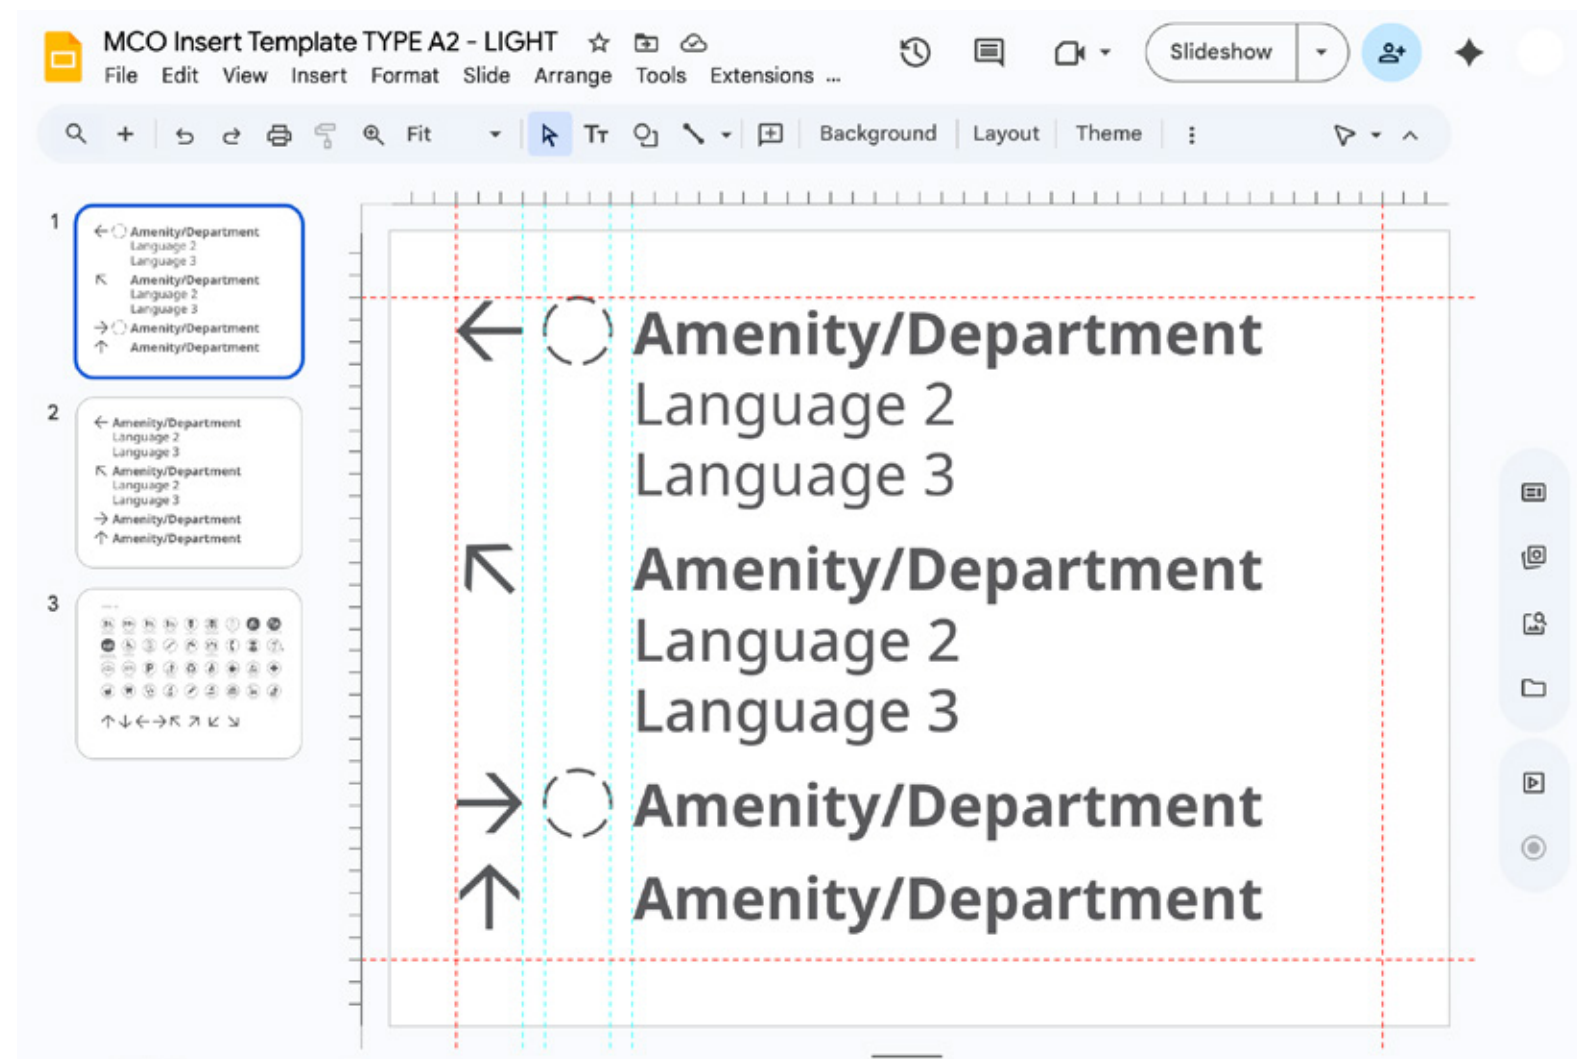 MCO Insert Template TYPE A2 - LIGHT
File Edit View Insert Format Slide Arrange Tools Extensions ...
Slideshow
Fit
Background Layout Theme
1
Amenity/Department
Language 2
Language 3
Amenity/Department
Language 2
Language 3
Amenity/Department
Amenity/Department
2
Amenity/Department
Language 2
Language 3
Amenity/Department
Language 2
Language 3
Amenity/Department
Amenity/Department
3
Amenity/Department
Language 2
Language 3
Amenity/Department
Language 2
Language 3
Amenity/Department
Amenity/Department